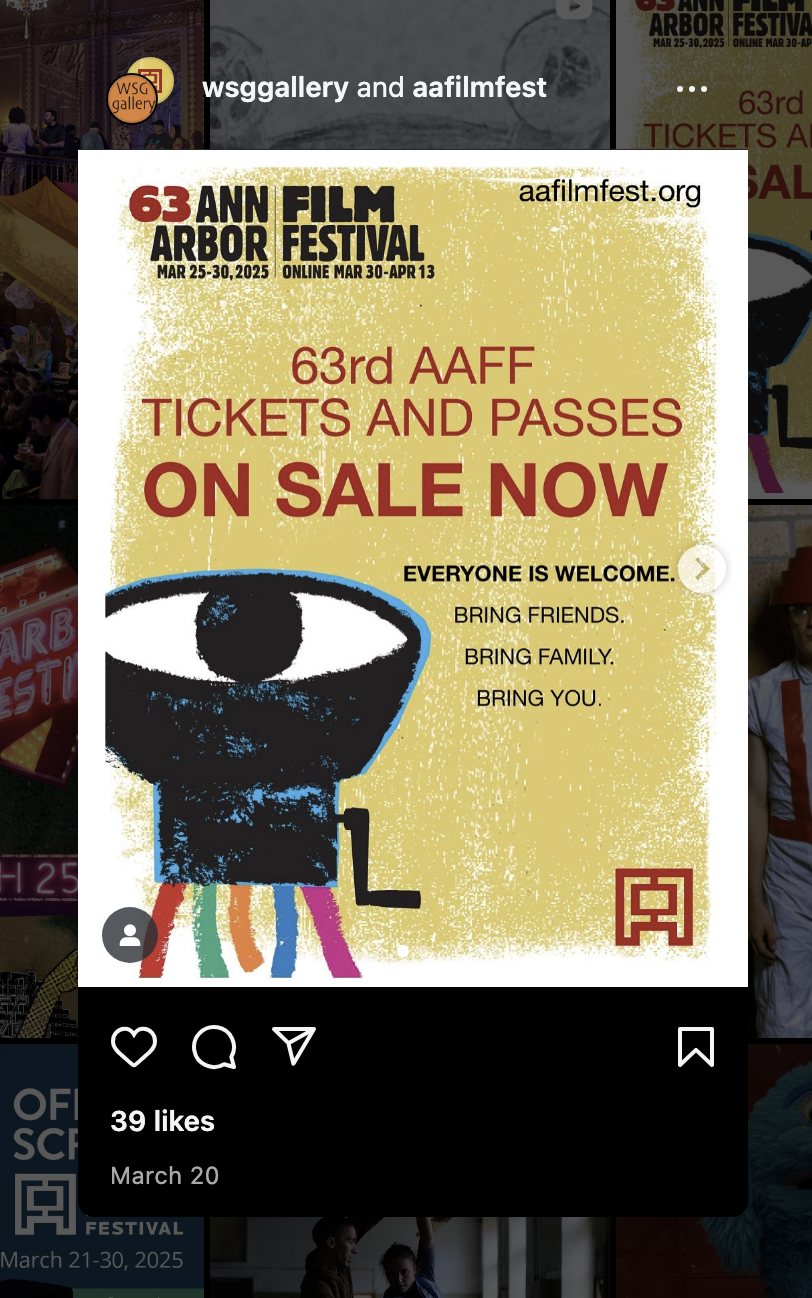 WSG
gallery
wsggallery and aafilmfest
63 ANN FILM
ARBOR FESTIVAL
MAR 25-30, 2025 ONLINE MAR 30-APR 13
aafilmfest.org
63rd AAFF
TICKETS AND PASSES
ON SALE NOW
EVERYONE IS WELCOME.
BRING FRIENDS.
BRING FAMILY.
BRING YOU.
39 likes
March 20
63 ANN FILM
ARBOR FESTIVAL
MAR 25-30, 2025 ONLINE MAR 30-AP
63rd
TICKETS A
SAL
ARB
ESTI
H 25
OF
SCR
FESTIVAL
March 21-30, 2025